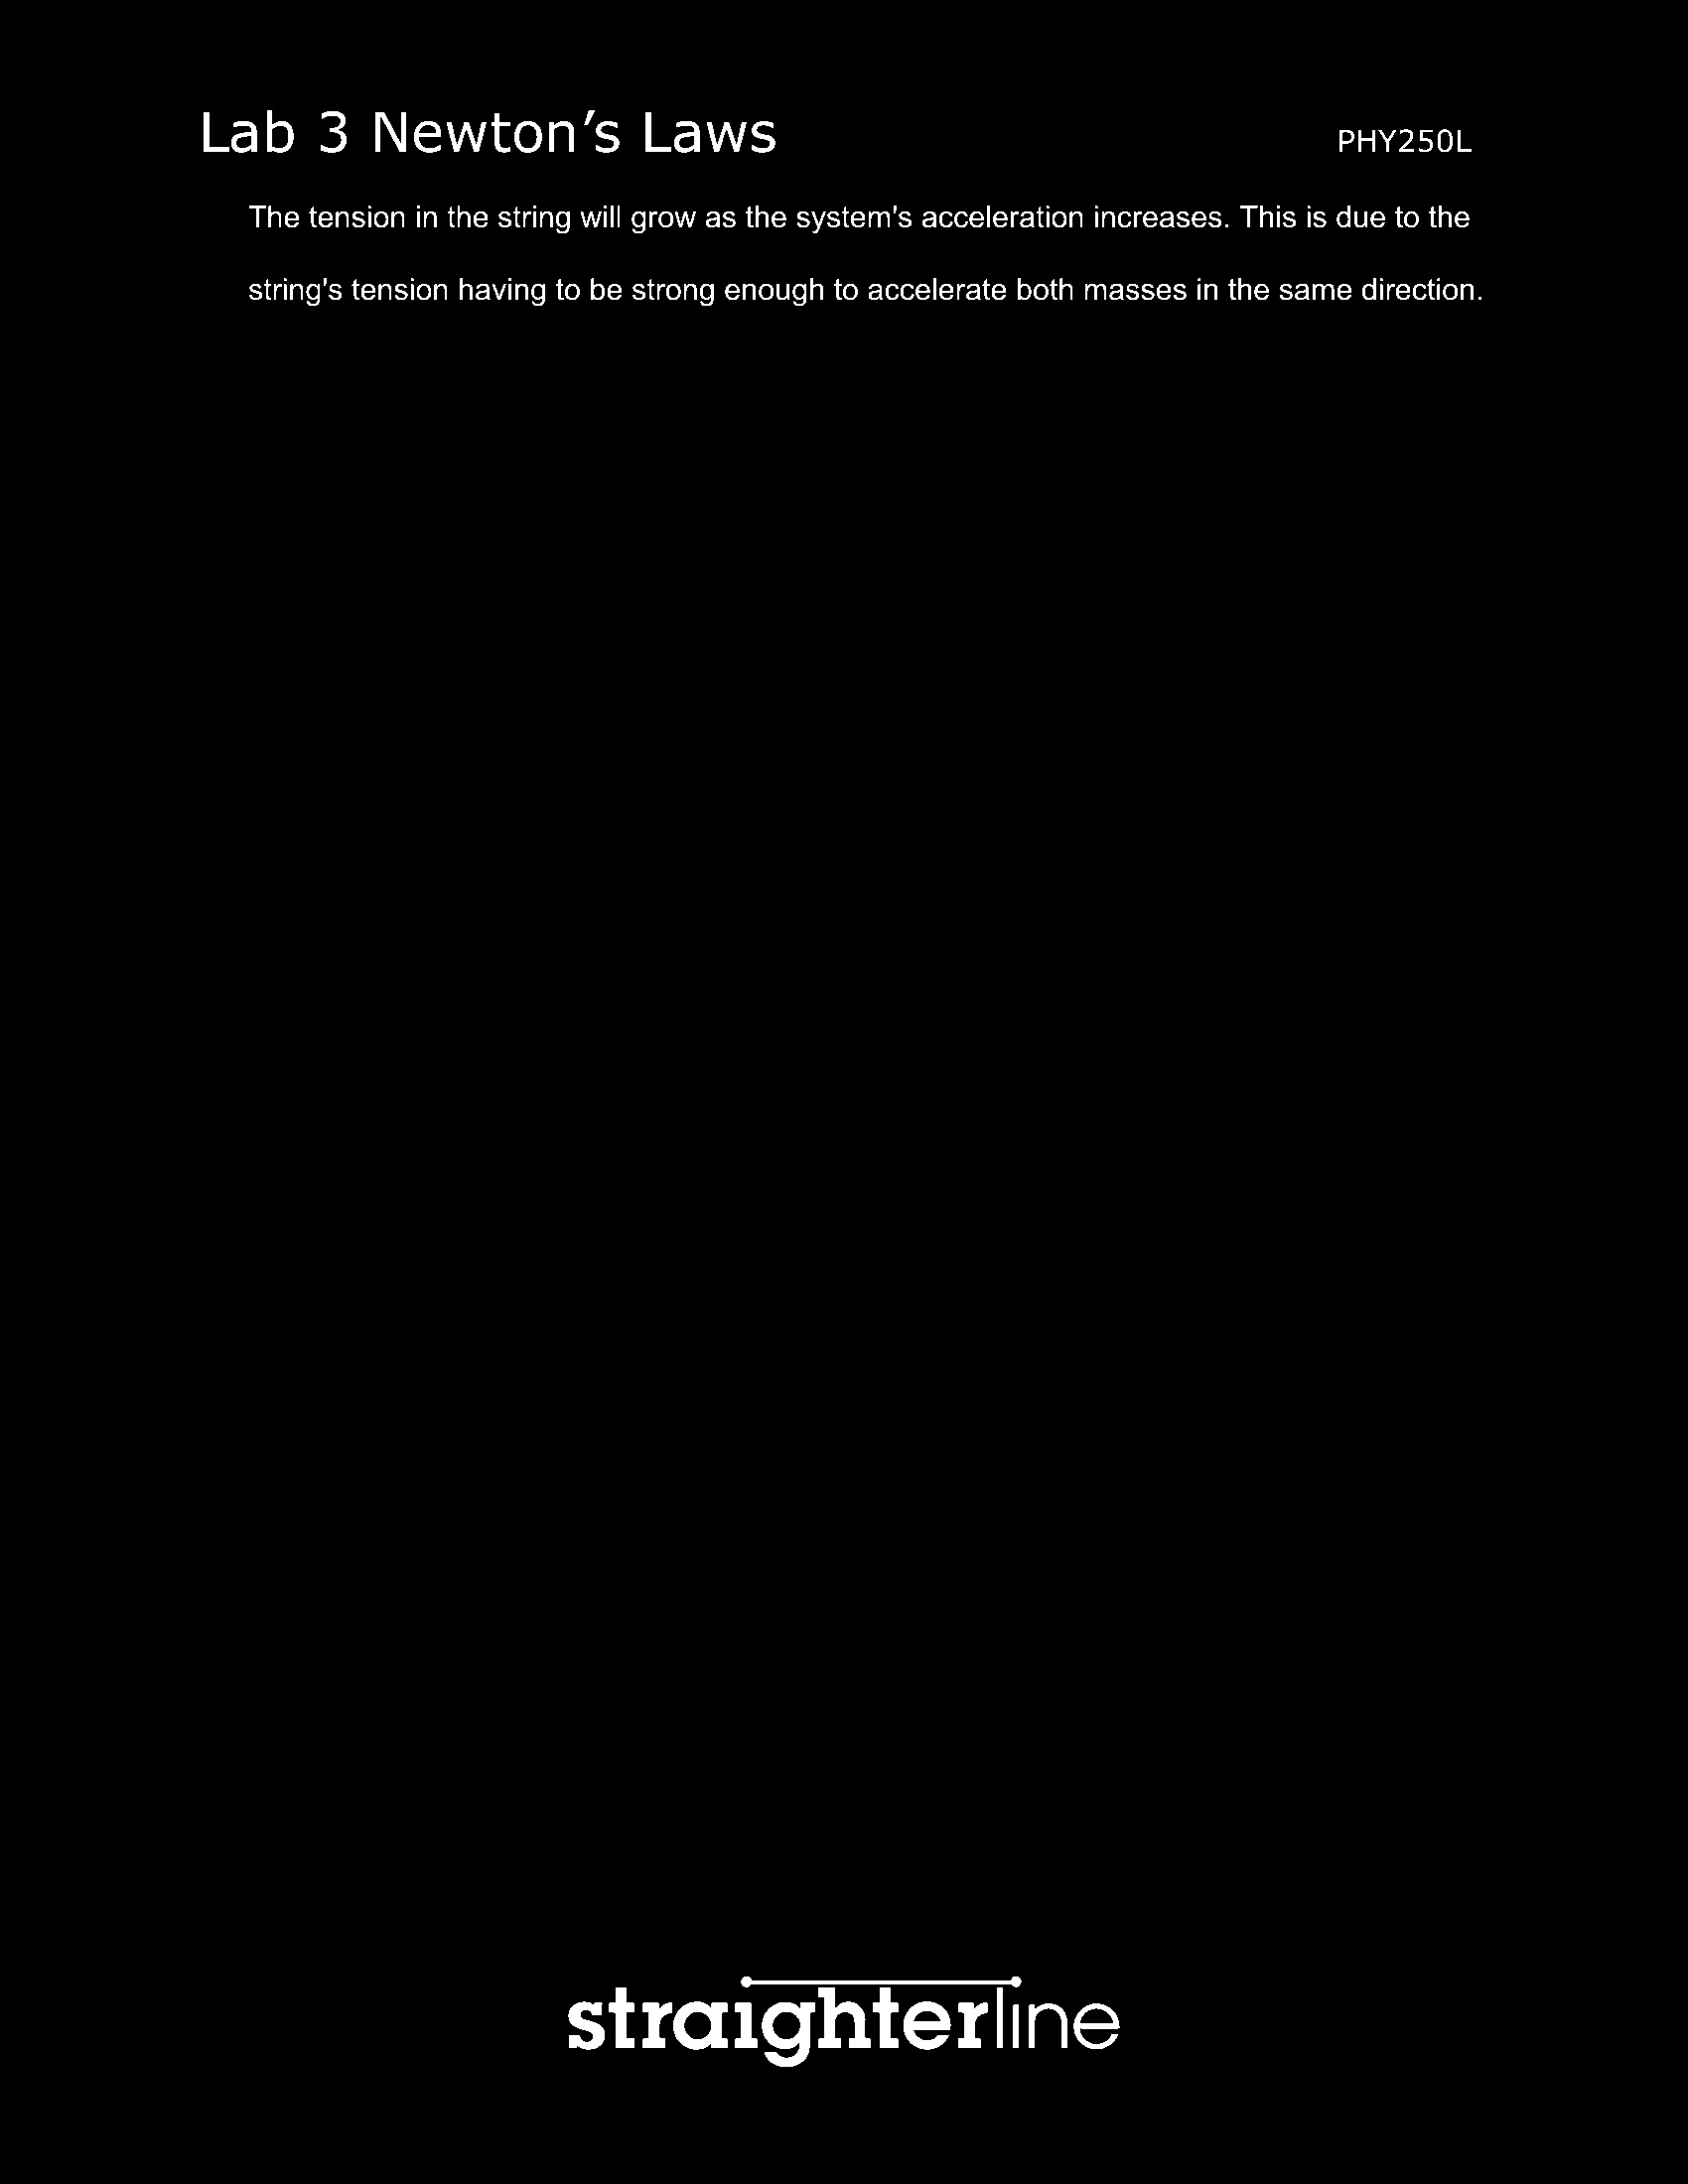 Lab 3 Newton’s Laws PHY250L
The tension in the string will grow as the system's acceleration increases. This is due to the
string's tension having to be strong enough to accelerate both masses in the same direction.
straighterline